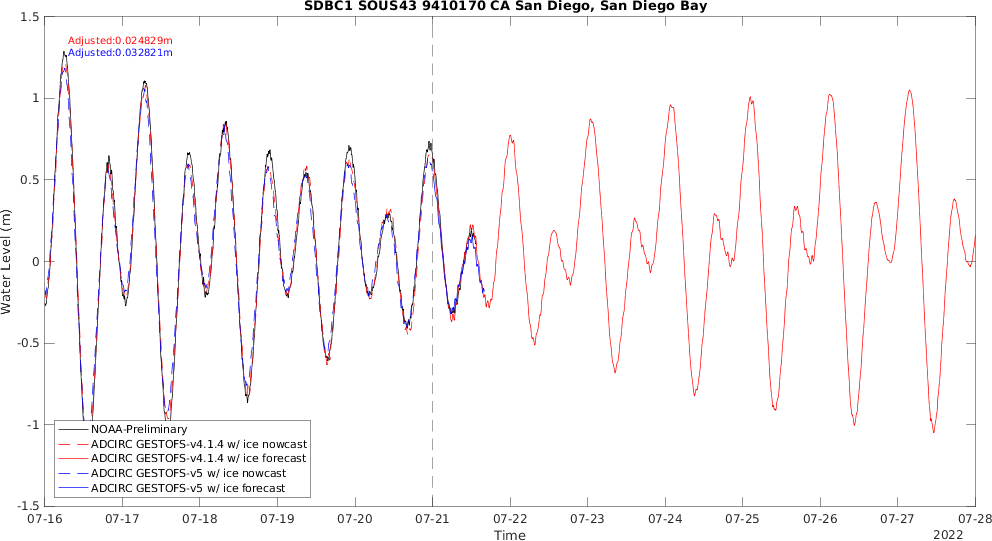 SDBC1 SOUS43 9410170 CA San Diego, San Diego Bay
Adjusted:0.024829m
Adjusted:0.032821m
Water Level (m)
1.5
1
0.5
0
-0.5
-1
-1.5
NOAA-Preliminary
ADCIRC GESTOFS-v4.1.4 w/ ice nowcast
ADCIRC GESTOFS-v4.1.4 w/ ice forecast
ADCIRC GESTOFS-v5 w/ ice nowcast
ADCIRC GESTOFS-v5 w/ ice forecast
07-16 07-17 07-18 07-19 07-20 07-21 07-22 07-23 07-24 07-25 07-26 07-27 07-28
Time
2022